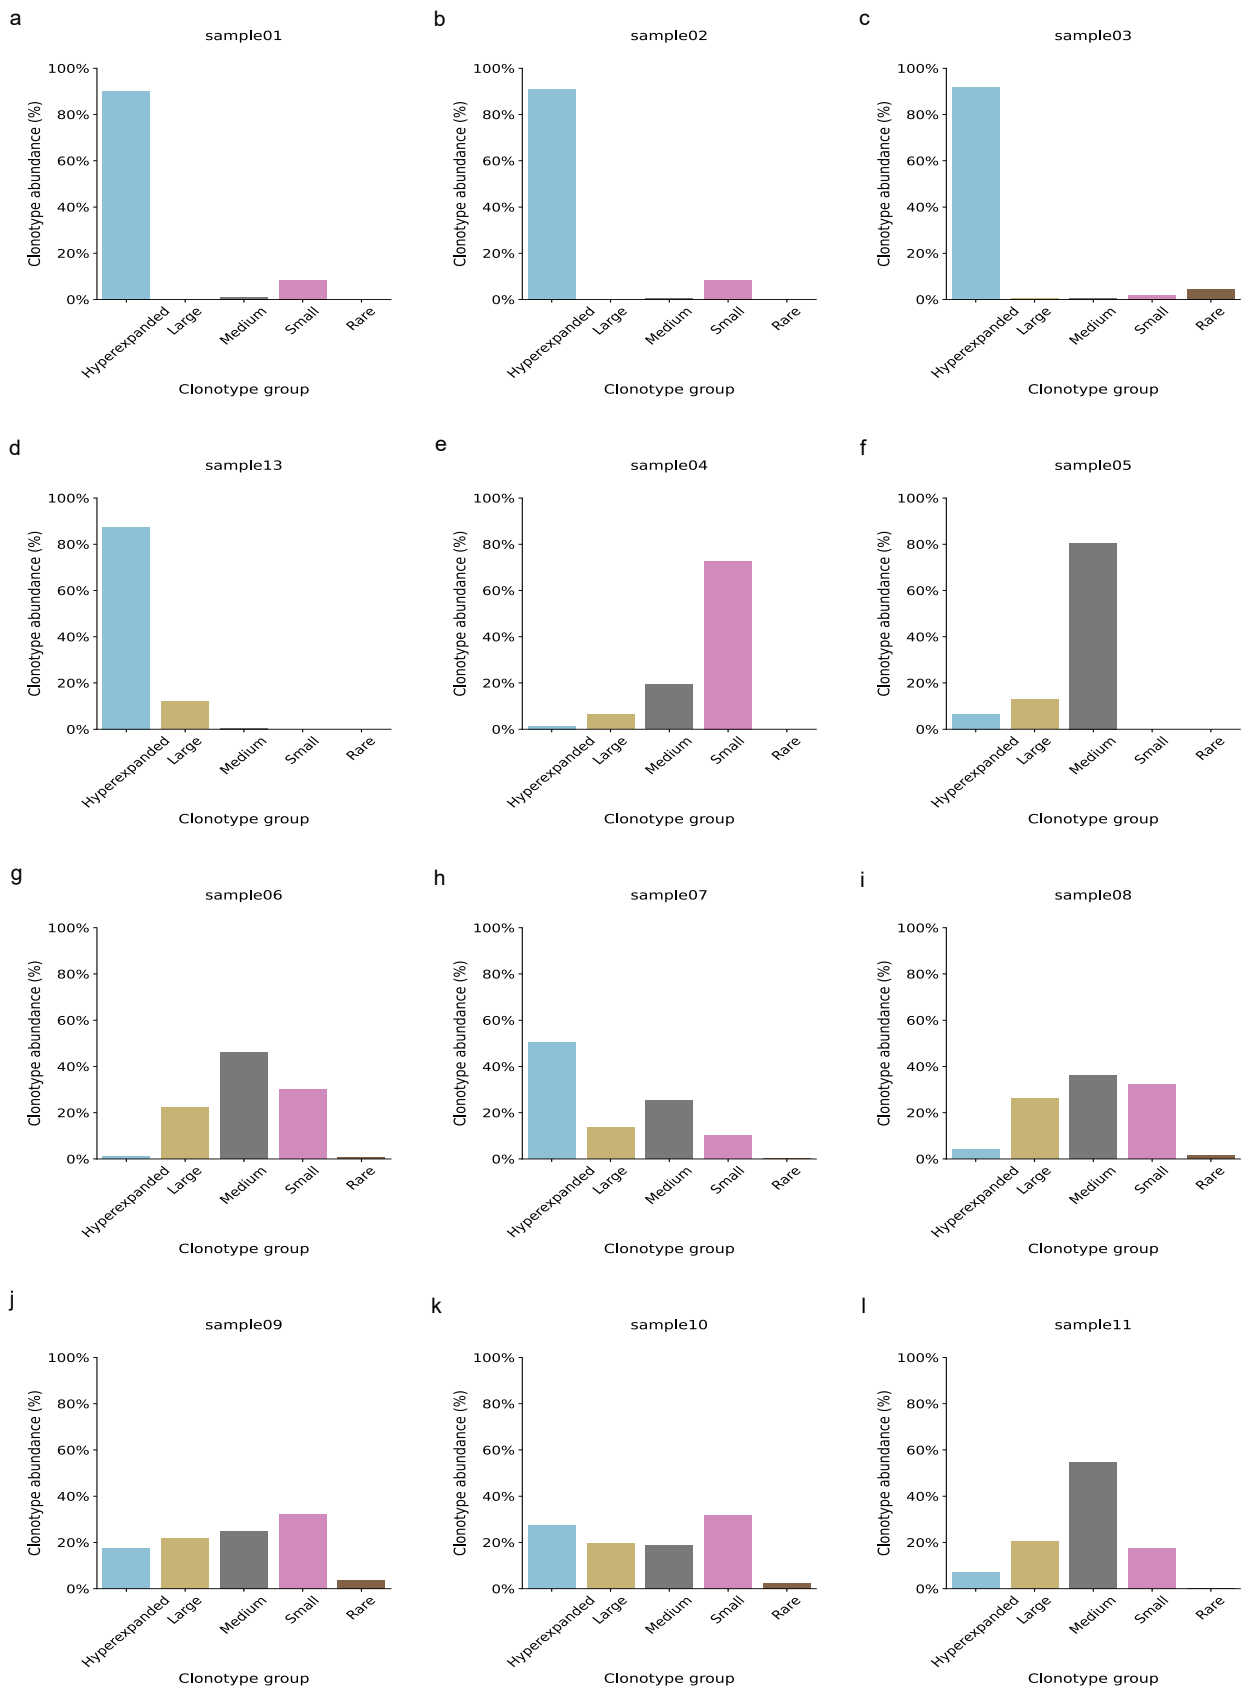 a
sample01
Clonotype abundance (%)
100%
80%
60%
40%
20%
0%
Hyperexpanded
Large
Medium
Small
Rare
Clonotype group
b
sample02
Clonotype abundance (%)
100%
80%
60%
40%
20%
0%
Hyperexpanded
Large
Medium
Small
Rare
Clonotype group
c
sample03
Clonotype abundance (%)
100%
80%
60%
40%
20%
0%
Hyperexpanded
Large
Medium
Small
Rare
Clonotype group
d
sample13
Clonotype abundance (%)
100%
80%
60%
40%
20%
0%
Hyperexpanded
Large
Medium
Small
Rare
Clonotype group
e
sample04
Clonotype abundance (%)
100%
80%
60%
40%
20%
0%
Hyperexpanded
Large
Medium
Small
Rare
Clonotype group
f
sample05
Clonotype abundance (%)
100%
80%
60%
40%
20%
0%
Hyperexpanded
Large
Medium
Small
Rare
Clonotype group
g
sample06
Clonotype abundance (%)
100%
80%
60%
40%
20%
0%
Hyperexpanded
Large
Medium
Small
Rare
Clonotype group
h
sample07
Clonotype abundance (%)
100%
80%
60%
40%
20%
0%
Hyperexpanded
Large
Medium
Small
Rare
Clonotype group
i
sample08
Clonotype abundance (%)
100%
80%
60%
40%
20%
0%
Hyperexpanded
Large
Medium
Small
Rare
Clonotype group
j
sample09
Clonotype abundance (%)
100%
80%
60%
40%
20%
0%
Hyperexpanded
Large
Medium
Small
Rare
Clonotype group
k
sample10
Clonotype abundance (%)
100%
80%
60%
40%
20%
0%
Hyperexpanded
Large
Medium
Small
Rare
Clonotype group
l
sample11
Clonotype abundance (%)
100%
80%
60%
40%
20%
0%
Hyperexpanded
Large
Medium
Small
Rare
Clonotype group